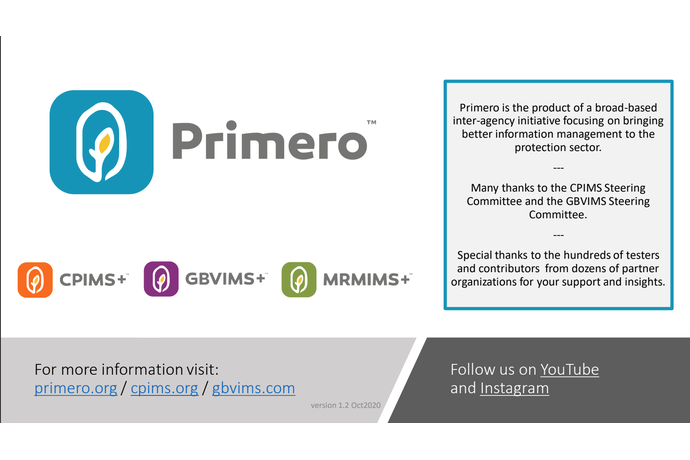 Primero™
CPIMS+™
GBVIMS+™
MRMIMS+™
Primero is the product of a broad-based
inter-agency initiative focusing on bringing
better information management to the
protection sector.
---
Many thanks to the CPIMS Steering
Committee and the GBVIMS Steering
Committee.
---
Special thanks to the hundreds of testers
and contributors from dozens of partner
organizations for your support and insights.
For more information visit:
primero.org / cpims.org / gbvims.com
version 1.2 Oct2020
Follow us on YouTube
and Instagram